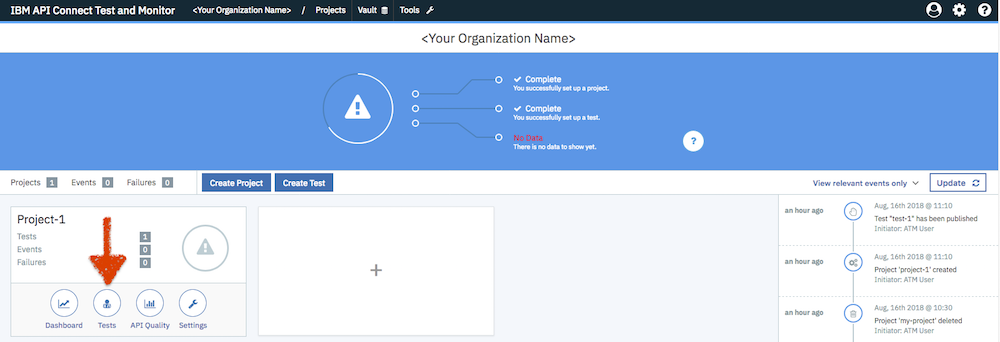 IBM API Connect Test and Monitor <Your Organization Name> / Projects Vault Tools
<Your Organization Name>
Complete
You successfully set up a project.
Complete
You successfully set up a test.
No Data
There is no data to show yet.
?
Projects 1 Events 0 Failures 0 Create Project Create Test View relevant events only Update
Project-1
Tests 1
Events 0
Failures 0
Dashboard Tests API Quality Settings
+
an hour ago Aug, 16th 2018 @ 11:10
Test "test-1" has been published
Initiator: ATM User
an hour ago Aug, 16th 2018 @ 11:10
Project 'project-1' created
Initiator: ATM User
an hour ago Aug, 16th 2018 @ 10:30
Project 'my-project' deleted
Initiator: ATM User